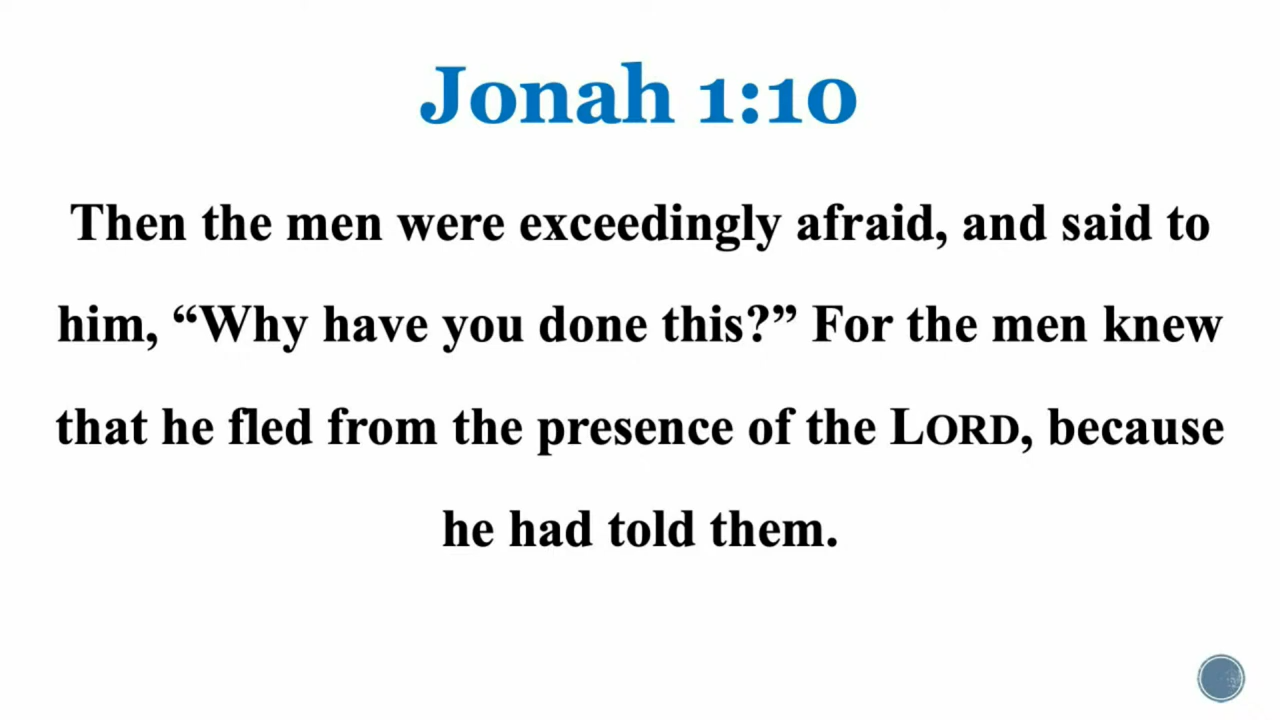 Jonah 1:10
Then the men were exceedingly afraid, and said to
him, “Why have you done this?” For the men knew
that he fled from the presence of the LORD, because
he had told them.